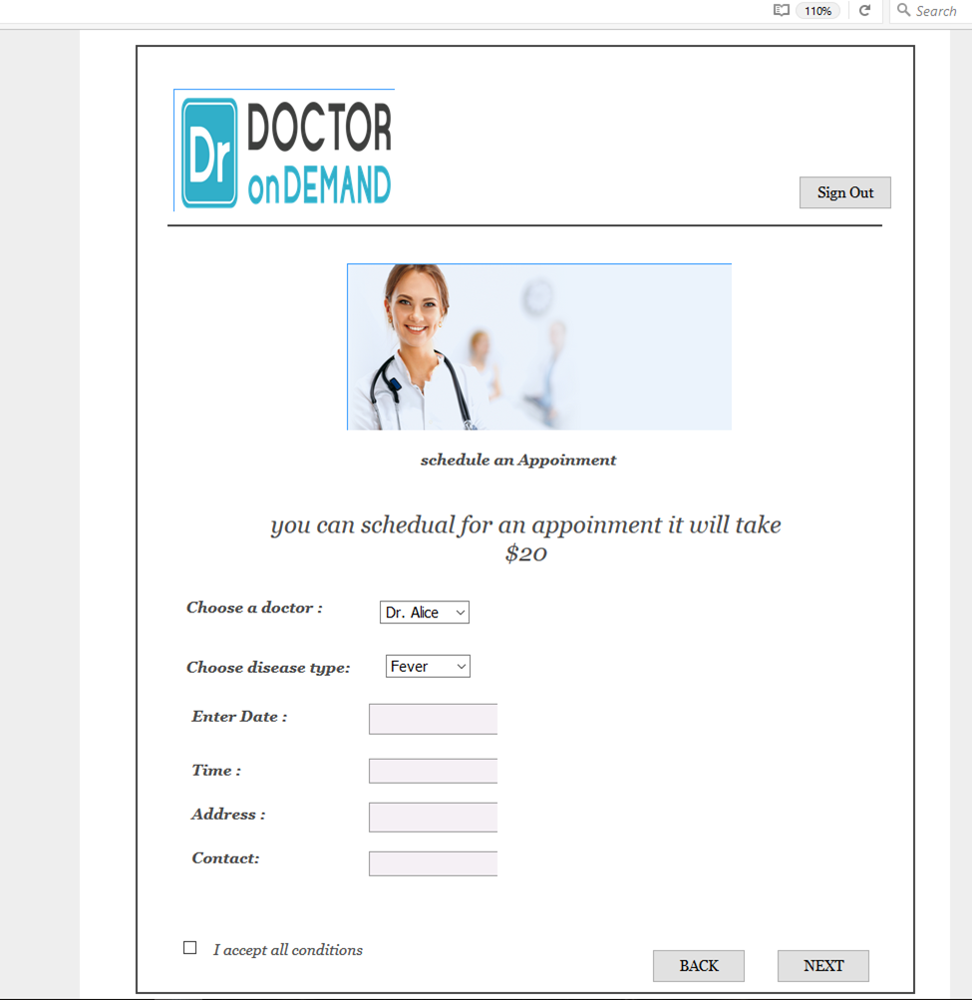 110%
Search
Dr
DOCTOR
onDEMAND
Sign Out
schedule an Appoinment
you can schedual for an appoinment it will take
$20
Choose a doctor :
Dr. Alice
Choose disease type:
Fever
Enter Date :
Time :
Address :
Contact:
I accept all conditions
BACK
NEXT